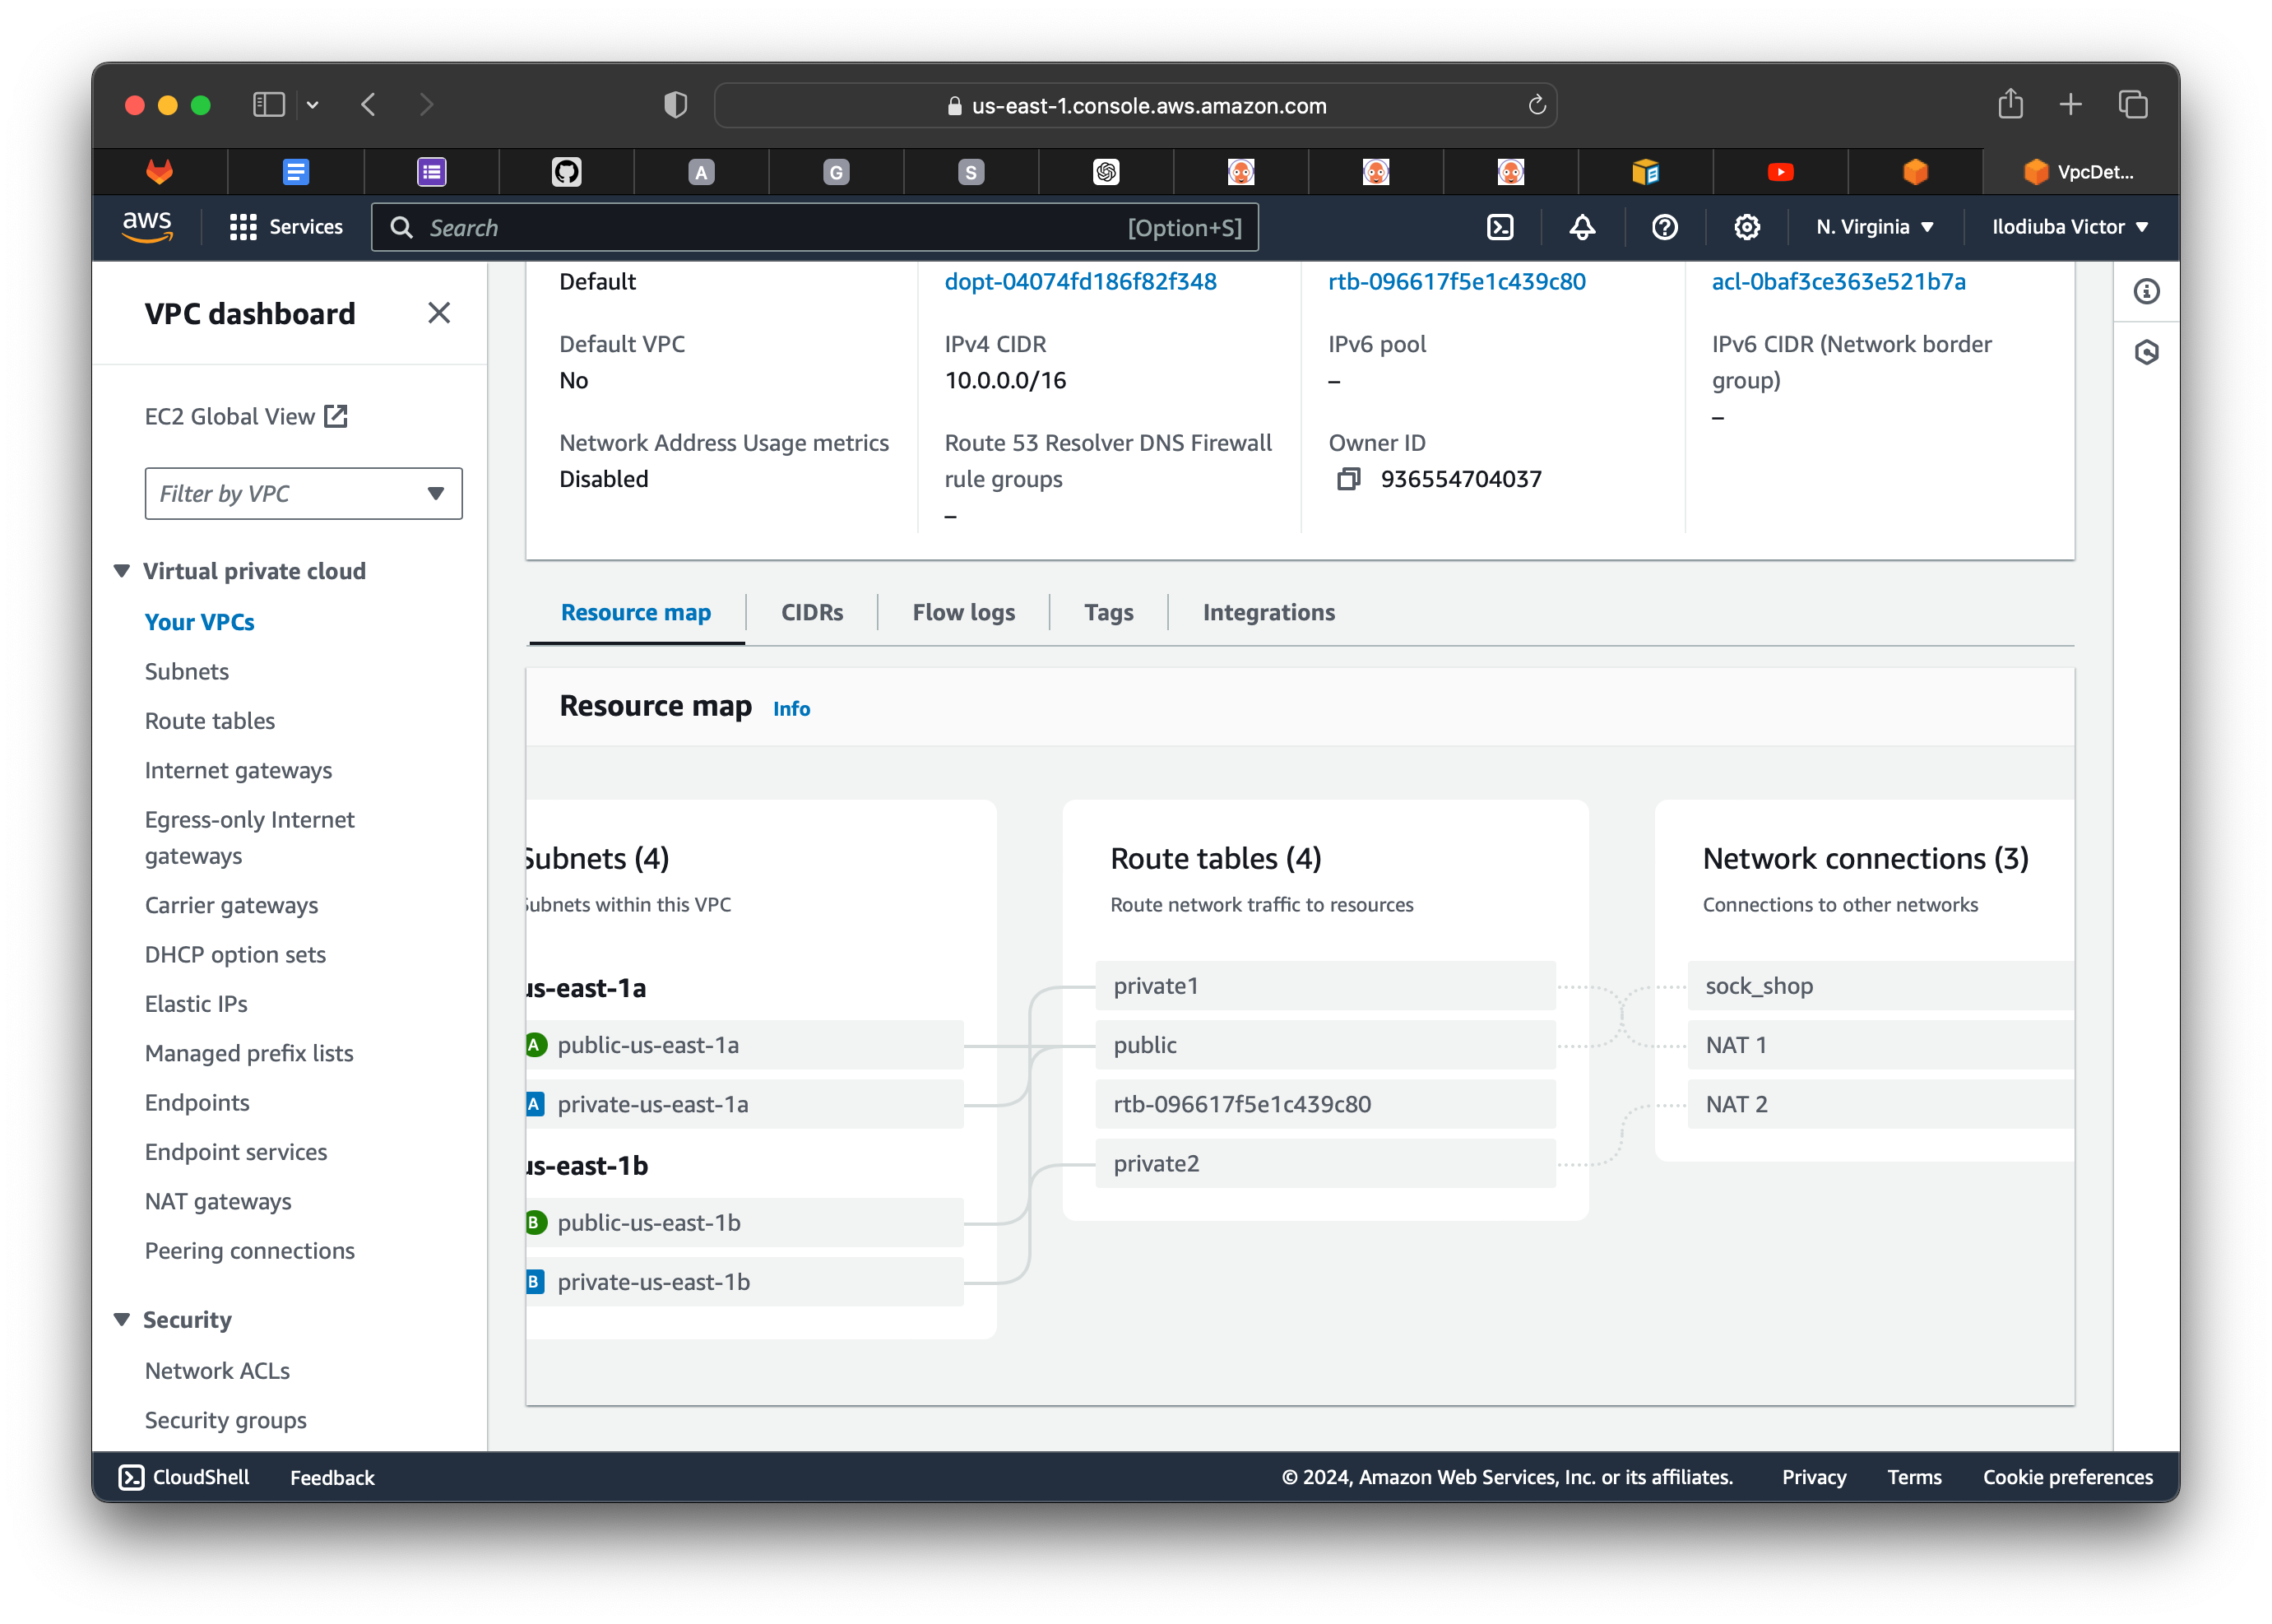 us-east-1.console.aws.amazon.com
A
G
S
VpcDet...
aws
Services
Search
[Option+S]
N. Virginia
Ilodiuba Victor
VPC dashboard
EC2 Global View
Filter by VPC
Virtual private cloud
Your VPCs
Subnets
Route tables
Internet gateways
Egress-only Internet
gateways
Carrier gateways
DHCP option sets
Elastic IPs
Managed prefix lists
Endpoints
Endpoint services
NAT gateways
Peering connections
Security
Network ACLs
Security groups
Default
dopt-04074fd186f82f348
rtb-096617f5e1c439c80
acl-0baf3ce363e521b7a
Default VPC
No
IPv4 CIDR
10.0.0.0/16
IPv6 pool
–
IPv6 CIDR (Network border
group)
–
Network Address Usage metrics
Disabled
Route 53 Resolver DNS Firewall
rule groups
–
Owner ID
936554704037
Resource map
CIDRs
Flow logs
Tags
Integrations
Resource map
Info
Subnets (4)
Subnets within this VPC
us-east-1a
A
public-us-east-1a
A
private-us-east-1a
us-east-1b
B
public-us-east-1b
B
private-us-east-1b
Route tables (4)
Route network traffic to resources
private1
public
rtb-096617f5e1c439c80
private2
Network connections (3)
Connections to other networks
sock_shop
NAT 1
NAT 2
CloudShell
Feedback
© 2024, Amazon Web Services, Inc. or its affiliates.
Privacy
Terms
Cookie preferences